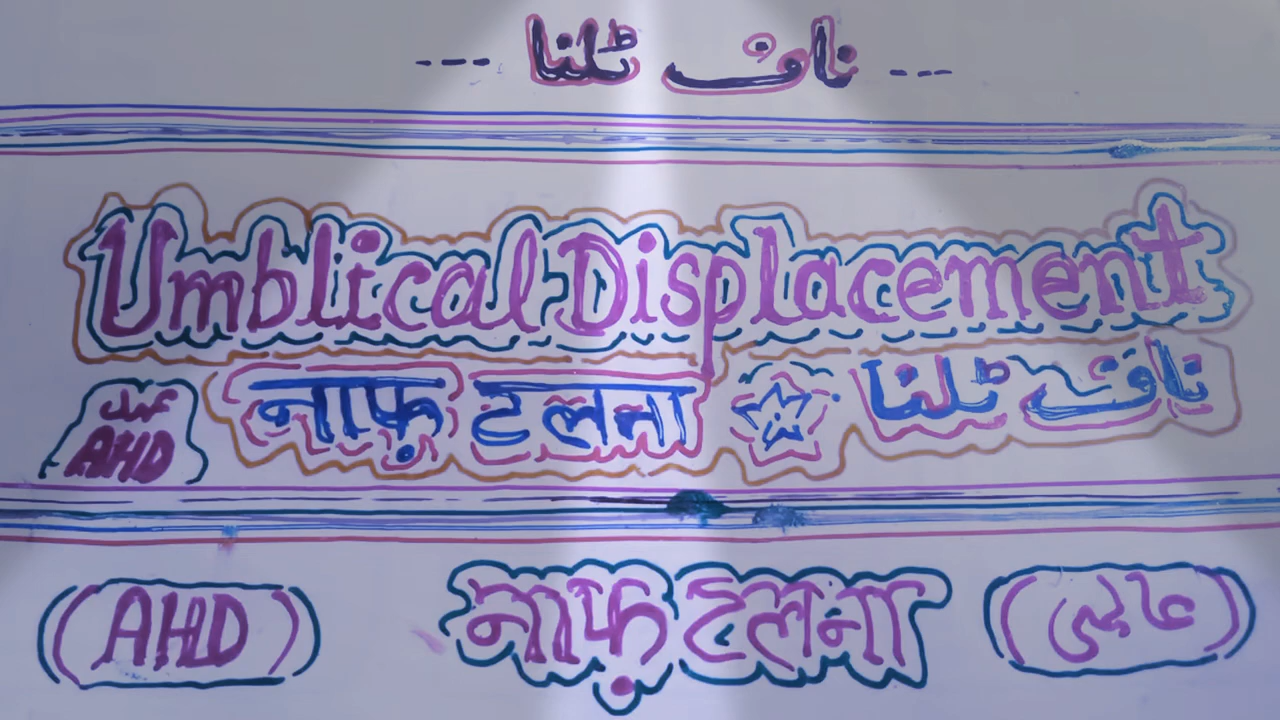 --- ناف ٹلنا ---
Umblical Displacement
AHD नाफ़ टलना ☆ ناف ٹلنا
(AHD) नाफ़ टलना